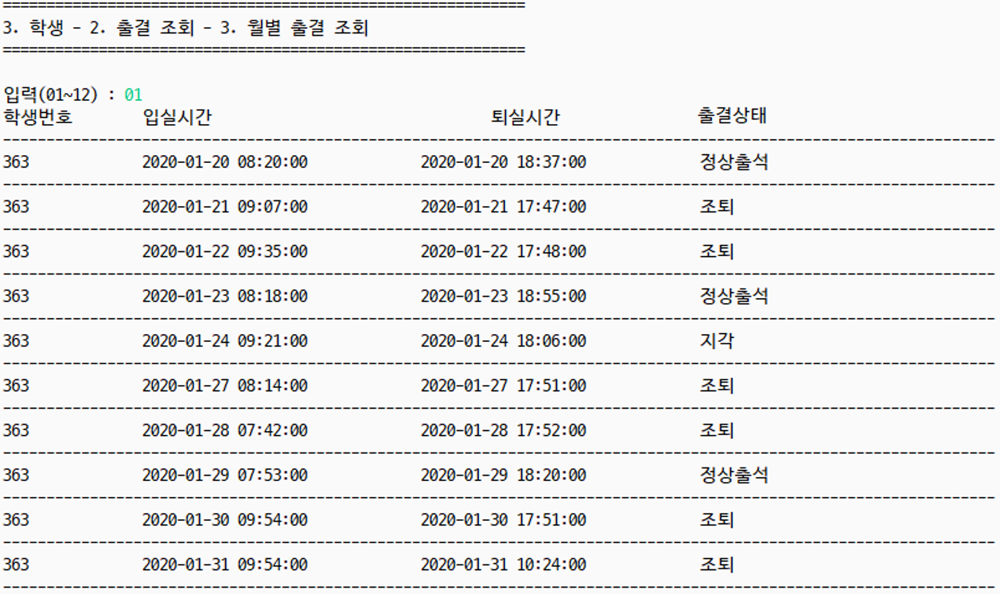 ============================================================
3. 학생 - 2. 출결 조회 - 3. 월별 출결 조회
============================================================
입력(01~12) : 01
학생번호 입실시간 퇴실시간 출결상태
------------------------------------------------------------------------------------------------------------------
363 2020-01-20 08:20:00 2020-01-20 18:37:00 정상출석
------------------------------------------------------------------------------------------------------------------
363 2020-01-21 09:07:00 2020-01-21 17:47:00 조퇴
------------------------------------------------------------------------------------------------------------------
363 2020-01-22 09:35:00 2020-01-22 17:48:00 조퇴
------------------------------------------------------------------------------------------------------------------
363 2020-01-23 08:18:00 2020-01-23 18:55:00 정상출석
------------------------------------------------------------------------------------------------------------------
363 2020-01-24 09:21:00 2020-01-24 18:06:00 지각
------------------------------------------------------------------------------------------------------------------
363 2020-01-27 08:14:00 2020-01-27 17:51:00 조퇴
------------------------------------------------------------------------------------------------------------------
363 2020-01-28 07:42:00 2020-01-28 17:52:00 조퇴
------------------------------------------------------------------------------------------------------------------
363 2020-01-29 07:53:00 2020-01-29 18:20:00 정상출석
------------------------------------------------------------------------------------------------------------------
363 2020-01-30 09:54:00 2020-01-30 17:51:00 조퇴
------------------------------------------------------------------------------------------------------------------
363 2020-01-31 09:54:00 2020-01-31 10:24:00 조퇴
------------------------------------------------------------------------------------------------------------------